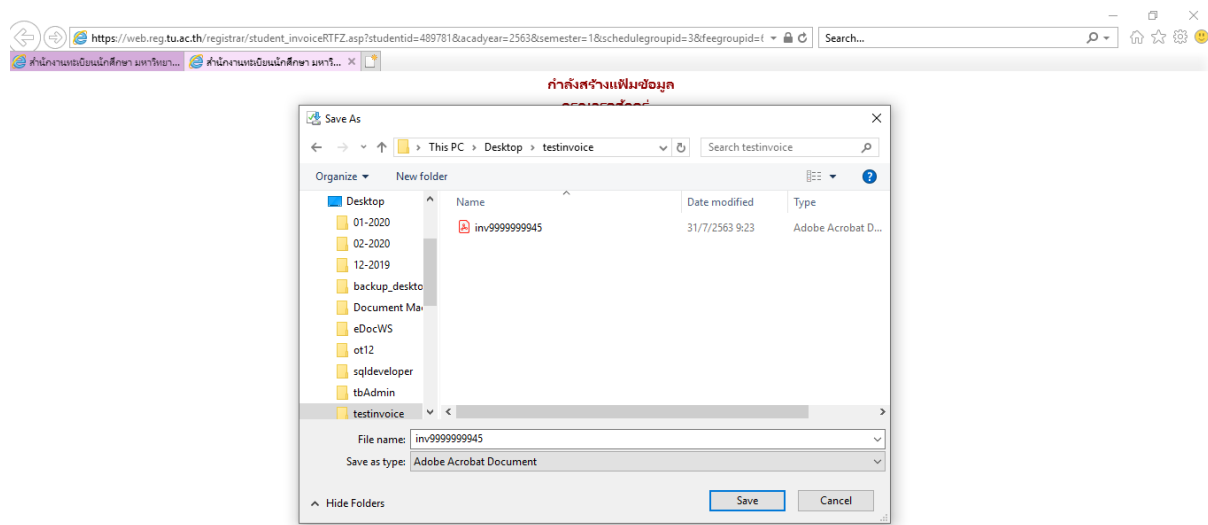 https://web.reg.tu.ac.th/registrar/student_invoiceRTFZ.asp?studentid=489781&acadyear=2563&semester=1&schedulegroupid=3&feegroupid=
Search...
สำนักงานทะเบียนนักศึกษา มหาวิทยา...
สำนักงานทะเบียนนักศึกษา มหาวิ...
กำลังสร้างแฟ้มข้อมูล
Save As
This PC > Desktop > testinvoice
Search testinvoice
Organize
New folder
Name
Date modified
Type
Desktop
01-2020
02-2020
12-2019
backup_deskto
Document Ma
eDocWS
ot12
sqldeveloper
tbAdmin
testinvoice
inv9999999945
31/7/2563 9:23
Adobe Acrobat D...
File name: inv9999999945
Save as type: Adobe Acrobat Document
Hide Folders
Save
Cancel